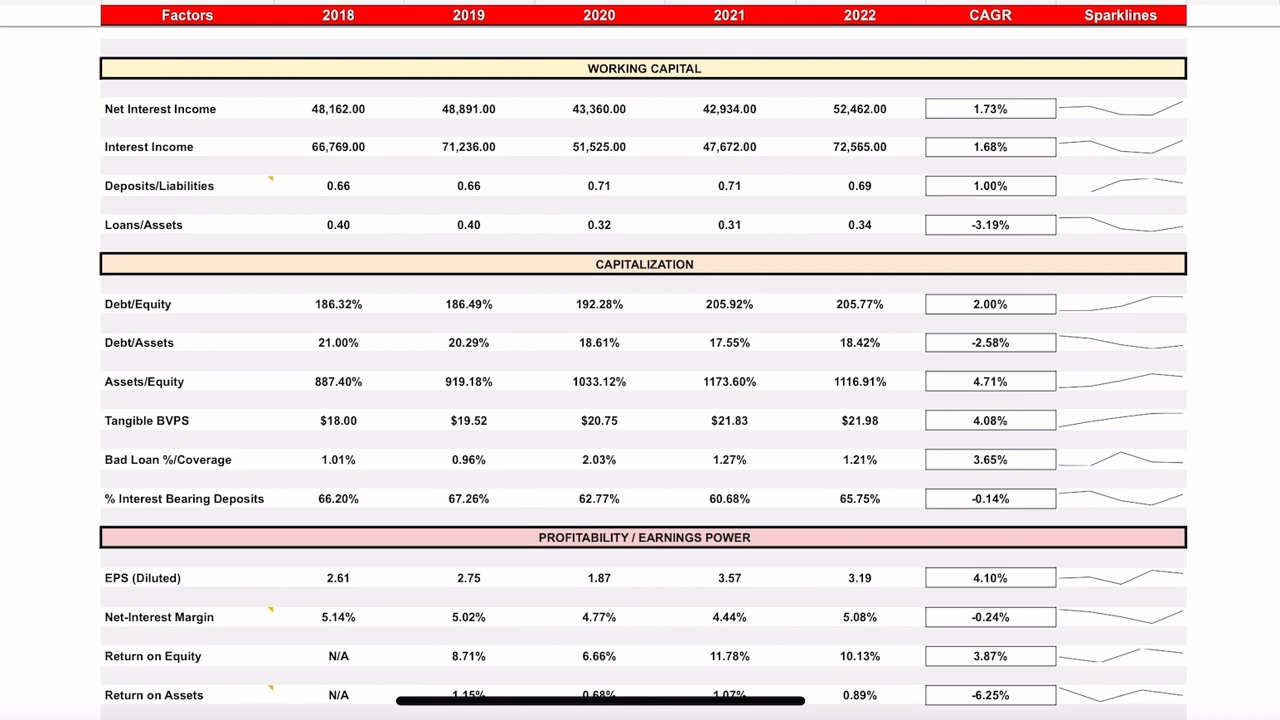 Factors 2018 2019 2020 2021 2022 CAGR Sparklines
WORKING CAPITAL
Net Interest Income 48,162.00 48,891.00 43,360.00 42,934.00 52,462.00 1.73%
Interest Income 66,769.00 71,236.00 51,525.00 47,672.00 72,565.00 1.68%
Deposits/Liabilities 0.66 0.66 0.71 0.71 0.69 1.00%
Loans/Assets 0.40 0.40 0.32 0.31 0.34 -3.19%
CAPITALIZATION
Debt/Equity 186.32% 186.49% 192.28% 205.92% 205.77% 2.00%
Debt/Assets 21.00% 20.29% 18.61% 17.55% 18.42% -2.58%
Assets/Equity 887.40% 919.18% 1033.12% 1173.60% 1116.91% 4.71%
Tangible BVPS $18.00 $19.52 $20.75 $21.83 $21.98 4.08%
Bad Loan %/Coverage 1.01% 0.96% 2.03% 1.27% 1.21% 3.65%
% Interest Bearing Deposits 66.20% 67.26% 62.77% 60.68% 65.75% -0.14%
PROFITABILITY / EARNINGS POWER
EPS (Diluted) 2.61 2.75 1.87 3.57 3.19 4.10%
Net-Interest Margin 5.14% 5.02% 4.77% 4.44% 5.08% -0.24%
Return on Equity N/A 8.71% 6.66% 11.78% 10.13% 3.87%
Return on Assets N/A 1.15% 0.68% 1.07% 0.89% -6.25%